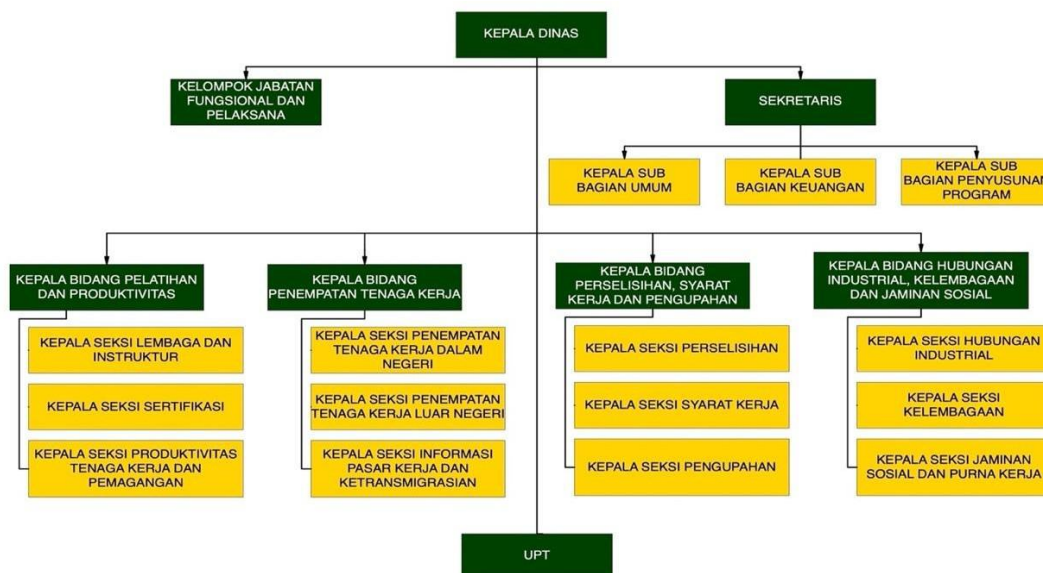 KEPALA DINAS
KELOMPOK JABATAN
FUNGSIONAL DAN
PELAKSANA
SEKRETARIS
KEPALA SUB
BAGIAN UMUM
KEPALA SUB
BAGIAN KEUANGAN
KEPALA SUB
BAGIAN PENYUSUNAN
PROGRAM
KEPALA BIDANG PELATIHAN
DAN PRODUKTIVITAS
KEPALA BIDANG
PENEMPATAN TENAGA KERJA
KEPALA BIDANG
PERSELISIHAN, SYARAT
KERJA DAN PENGUPAHAN
KEPALA BIDANG HUBUNGAN
INDUSTRIAL, KELEMBAGAAN
DAN JAMINAN SOSIAL
KEPALA SEKSI LEMBAGA DAN
INSTRUKTUR
KEPALA SEKSI SERTIFIKASI
KEPALA SEKSI PRODUKTIVITAS
TENAGA KERJA DAN
PEMAGANGAN
KEPALA SEKSI PENEMPATAN
TENAGA KERJA DALAM
NEGERI
KEPALA SEKSI PENEMPATAN
TENAGA KERJA LUAR NEGERI
KEPALA SEKSI INFORMASI
PASAR KERJA DAN
KETRANSMIGRASIAN
KEPALA SEKSI PERSELISIHAN
KEPALA SEKSI SYARAT KERJA
KEPALA SEKSI PENGUPAHAN
KEPALA SEKSI HUBUNGAN
INDUSTRIAL
KEPALA SEKSI
KELEMBAGAAN
KEPALA SEKSI JAMINAN
SOSIAL DAN PURNA KERJA
UPT